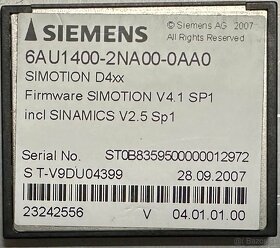 SIEMENS
© Siemens AG 2007
All Rights Reserved
6AU1400-2NA00-0AA0
SIMOTION D4xx
Firmware SIMOTION V4.1 SP1
incl SINAMICS V2.5 Sp1
Serial No. ST0B8359500000012972
S T-V9DU04399 28.09.2007
23242556 V 04.01.01.00